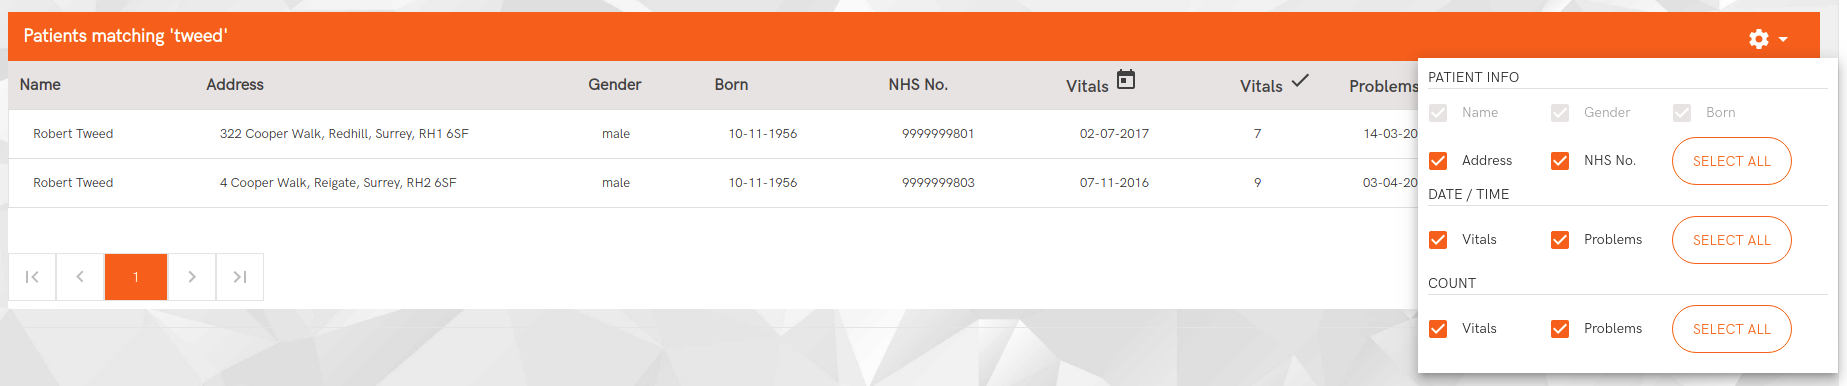 Patients matching 'tweed'
Name Address Gender Born NHS No. Vitals Vitals Problems
Robert Tweed 322 Cooper Walk, Redhill, Surrey, RH1 6SF male 10-11-1956 9999999801 02-07-2017 7 14-03-20
Robert Tweed 4 Cooper Walk, Reigate, Surrey, RH2 6SF male 10-11-1956 9999999803 07-11-2016 9 03-04-20
1
PATIENT INFO
Name Gender Born
Address NHS No. SELECT ALL
DATE / TIME
Vitals Problems SELECT ALL
COUNT
Vitals Problems SELECT ALL